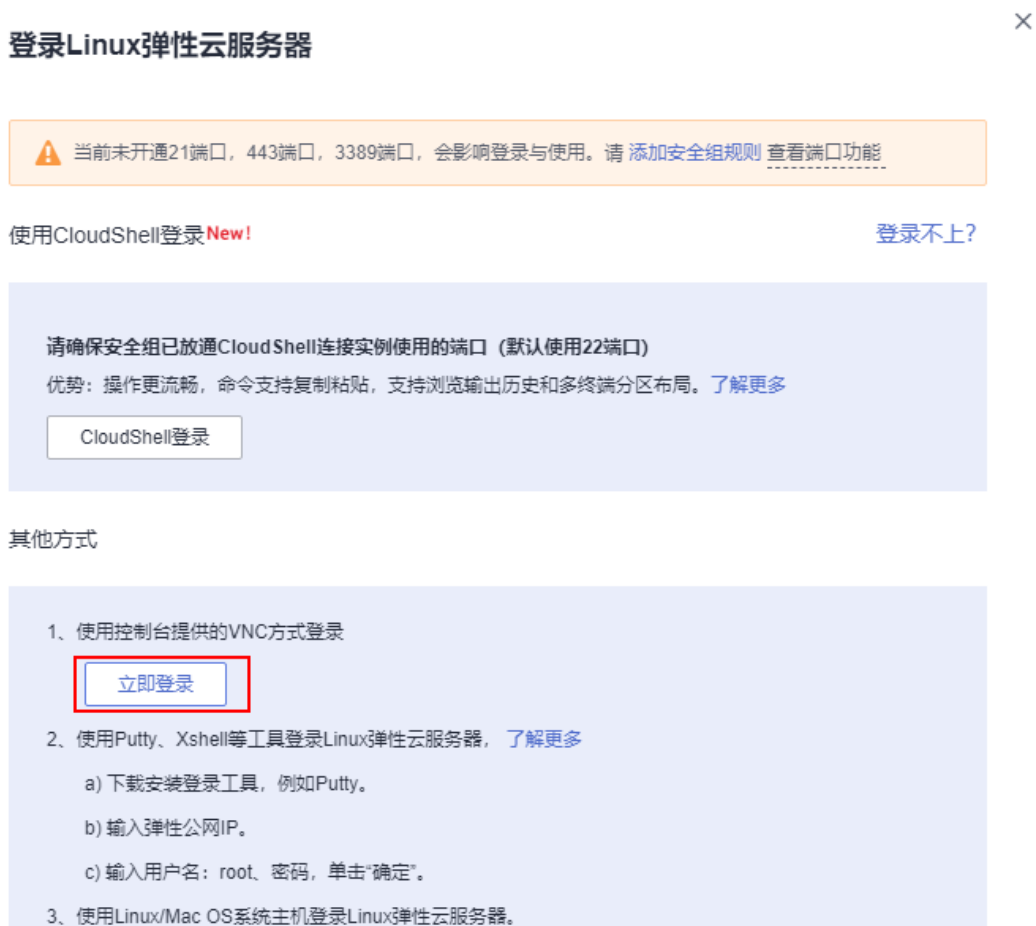 登录Linux弹性云服务器
当前未开通21端口，443端口，3389端口，会影响登录与使用。请 添加安全组规则 查看端口功能
使用CloudShell登录New!
登录不上?
请确保安全组已放通CloudShell连接实例使用的端口（默认使用22端口）
优势：操作更流畅，命令支持复制粘贴，支持浏览输出历史和多终端分区布局。了解更多
CloudShell登录
其他方式
1、使用控制台提供的VNC方式登录
立即登录
2、使用Putty、Xshell等工具登录Linux弹性云服务器， 了解更多
a) 下载安装登录工具，例如Putty。
b) 输入弹性公网IP。
c) 输入用户名：root、密码，单击“确定”。
3、使用Linux/Mac OS系统主机登录Linux弹性云服务器。